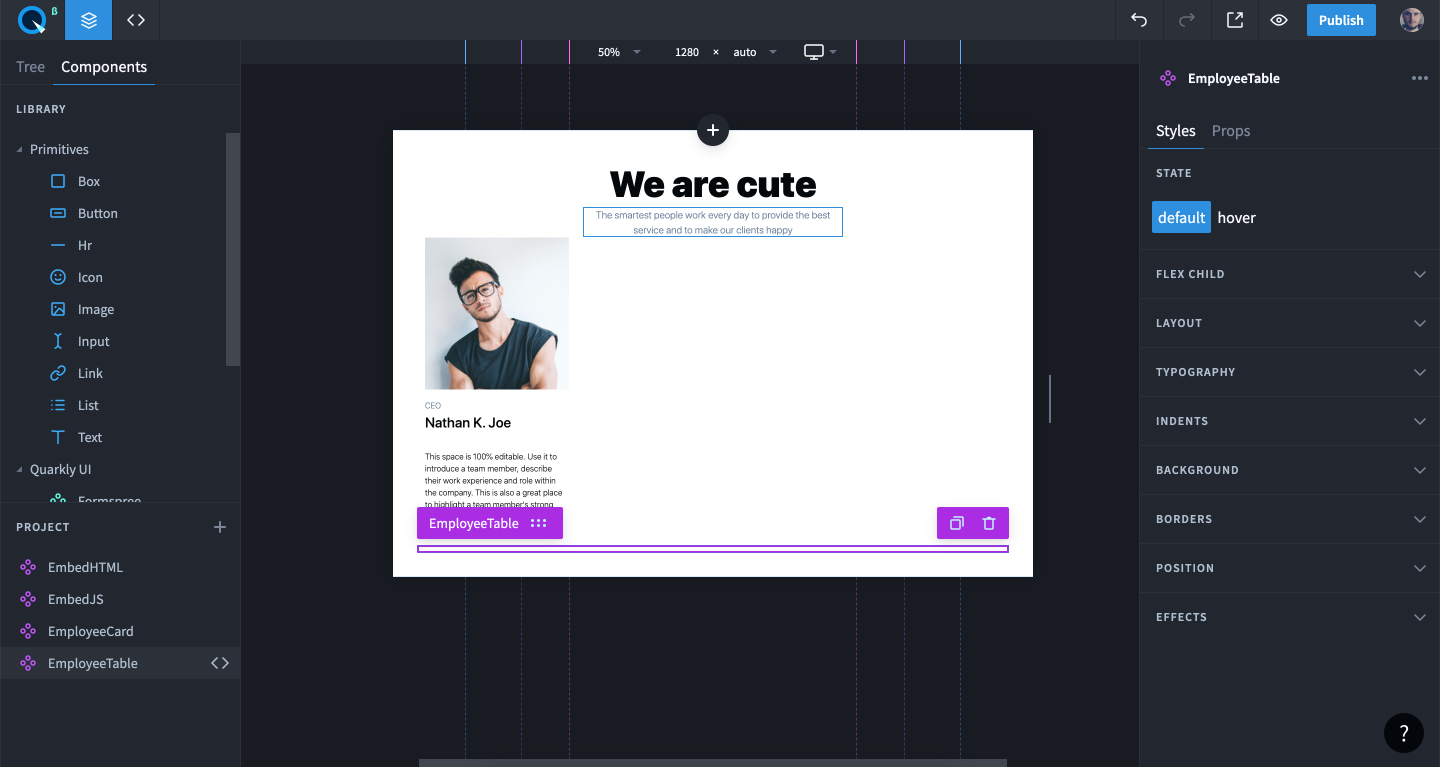 β
Publish
Tree
Components
LIBRARY
Primitives
Box
Button
Hr
Icon
Image
Input
Link
List
Text
Quarkly UI
Formspree
PROJECT
EmbedHTML
EmbedJS
EmployeeCard
EmployeeTable
50%
1280 × auto
We are cute
The smartest people work every day to provide the best
service and to make our clients happy
CEO
Nathan K. Joe
This space is 100% editable. Use it to
introduce a team member, describe
their work experience and role within
the company. This is also a great place
to highlight a team member's strong
EmployeeTable
EmployeeTable
Styles
Props
STATE
default
hover
FLEX CHILD
LAYOUT
TYPOGRAPHY
INDENTS
BACKGROUND
BORDERS
POSITION
EFFECTS
?